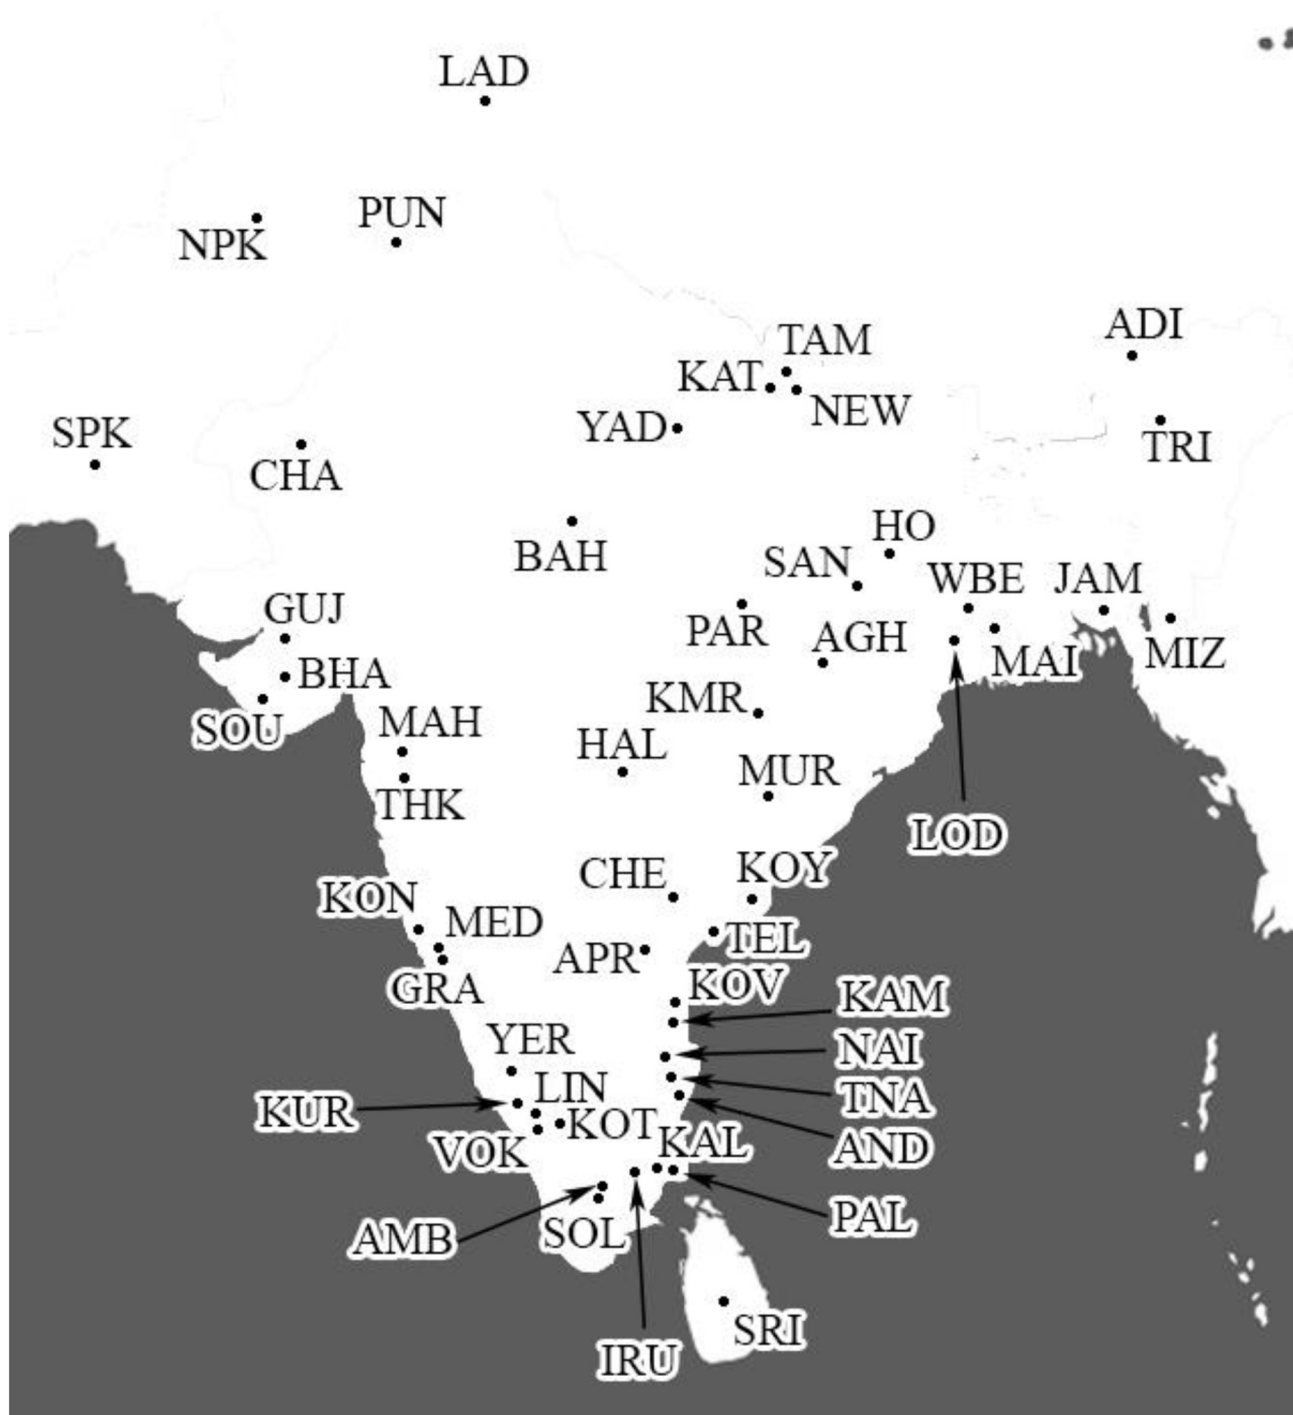 LAD
PUN
NPK
ADI
TAM
KAT
NEW
YAD
SPK
TRI
CHA
HO
BAH
SAN
WBE
JAM
GUJ
PAR
AGH
MAI
MIZ
BHA
KMR
SOU
MAH
HAL
MUR
THK
LOD
CHE
KOY
KON
MED
TEL
APR
GRA
KOV
KAM
YER
NAI
LIN
TNA
KUR
KOT
VOK
KAL
AND
PAL
AMB
SOL
SRI
IRU